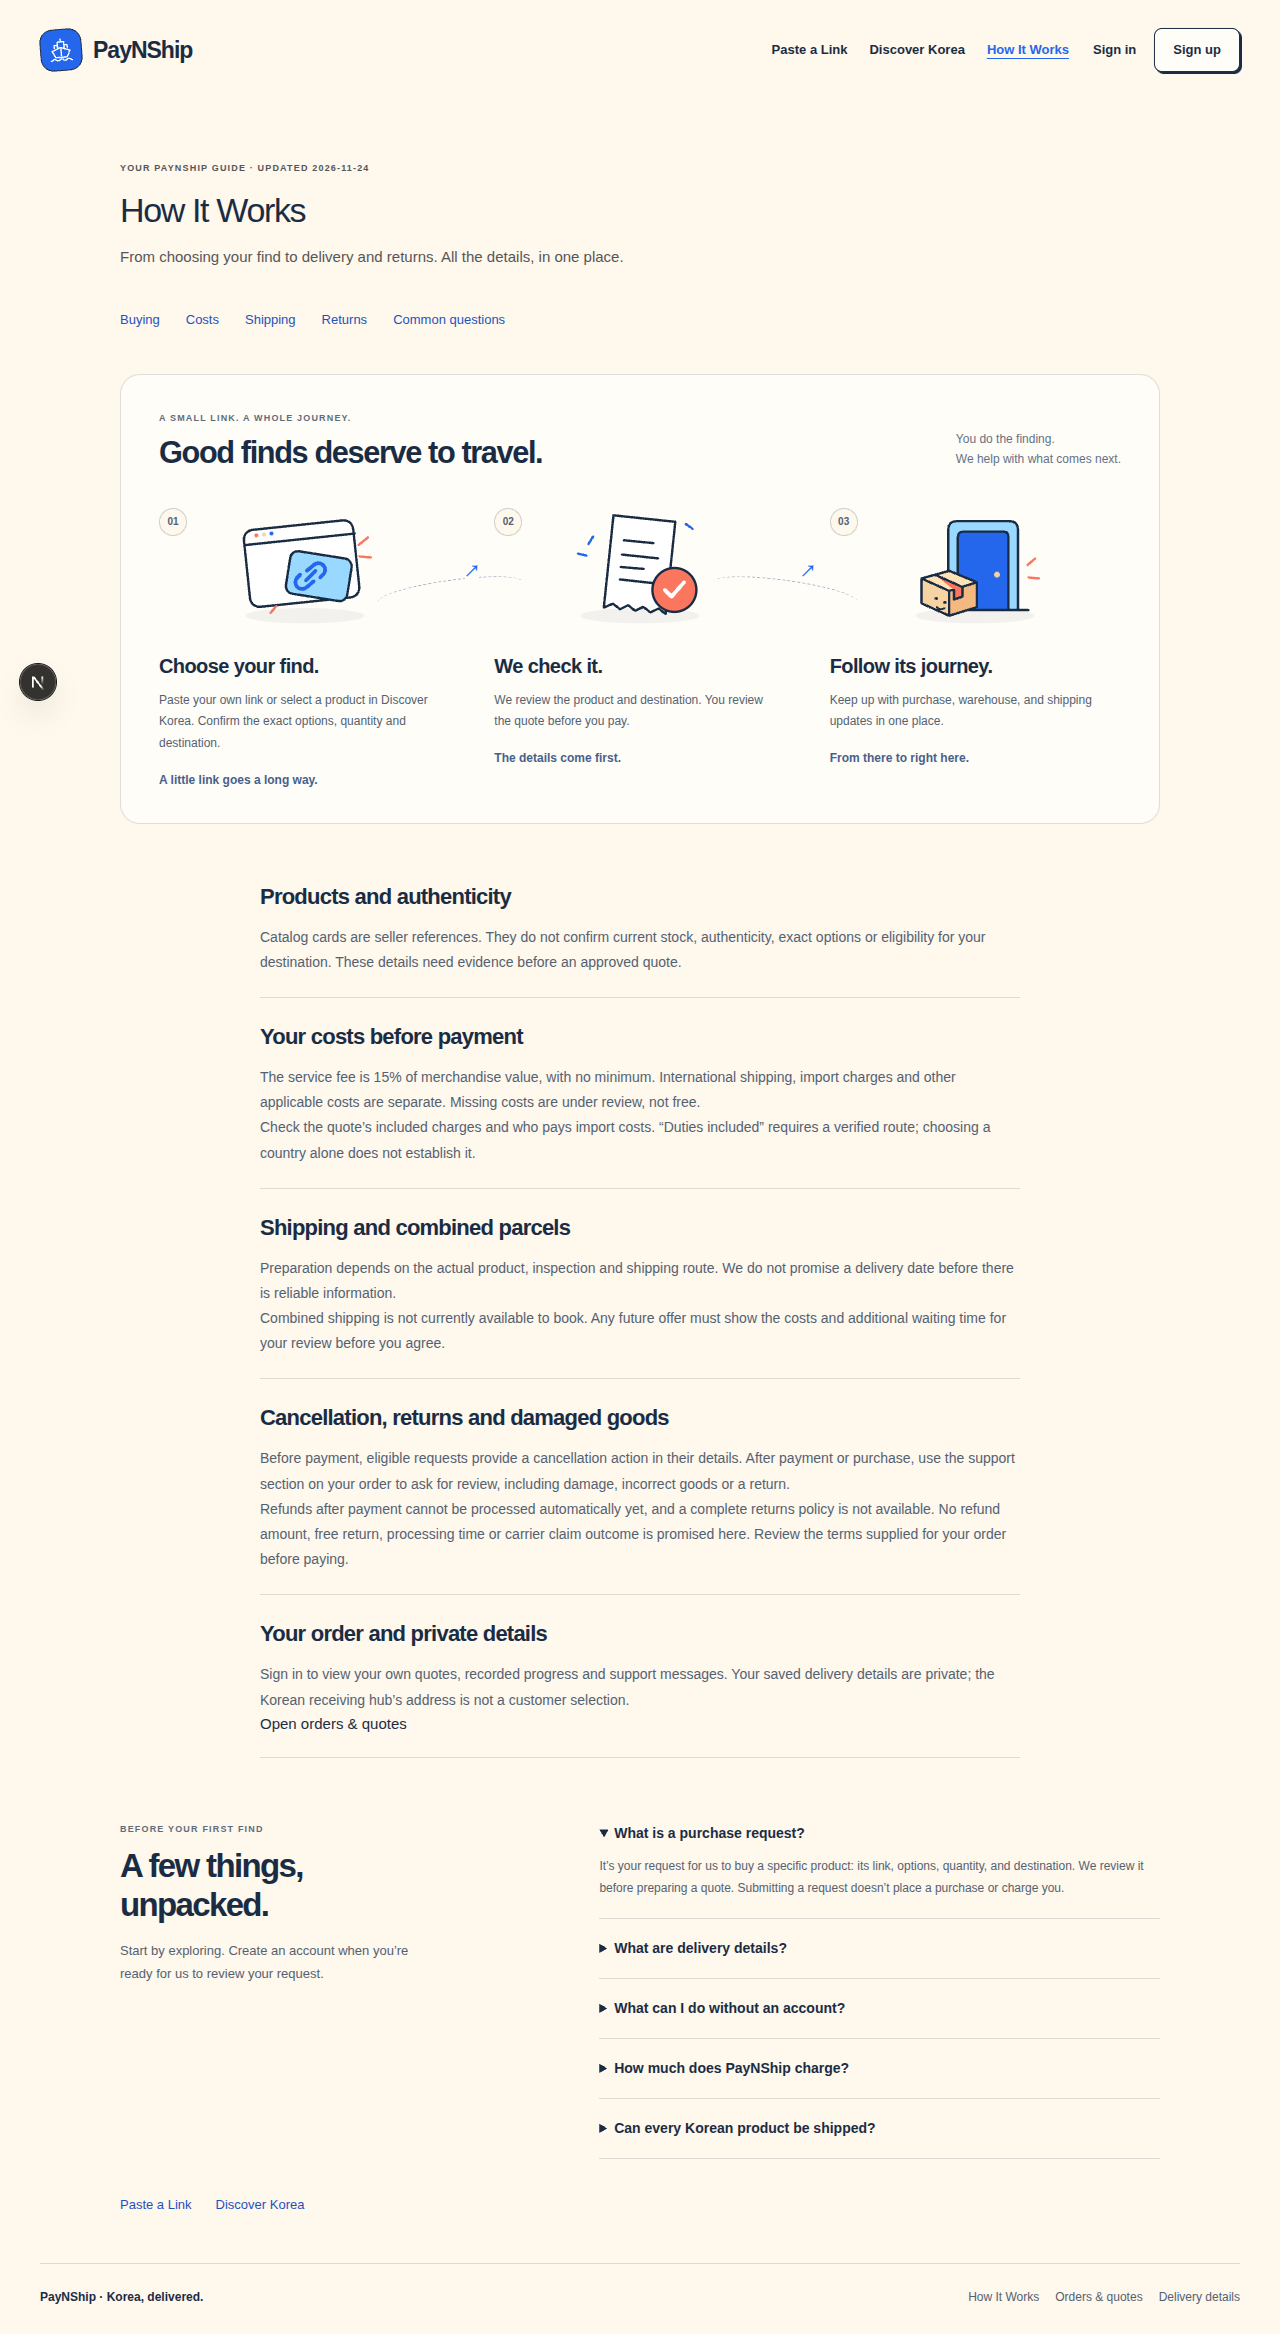 PayNShip
Paste a Link
Discover Korea
How It Works
Sign in
Sign up
YOUR PAYNSHIP GUIDE · UPDATED 2026-11-24
How It Works
From choosing your find to delivery and returns. All the details, in one place.
Buying
Costs
Shipping
Returns
Common questions
A SMALL LINK. A WHOLE JOURNEY.
Good finds deserve to travel.
You do the finding.
We help with what comes next.
01
02
03
Choose your find.
Paste your own link or select a product in Discover
Korea. Confirm the exact options, quantity and
destination.
A little link goes a long way.
We check it.
We review the product and destination. You review
the quote before you pay.
The details come first.
Follow its journey.
Keep up with purchase, warehouse, and shipping
updates in one place.
From there to right here.
N
Products and authenticity
Catalog cards are seller references. They do not confirm current stock, authenticity, exact options or eligibility for your
destination. These details need evidence before an approved quote.
Your costs before payment
The service fee is 15% of merchandise value, with no minimum. International shipping, import charges and other
applicable costs are separate. Missing costs are under review, not free.
Check the quote’s included charges and who pays import costs. “Duties included” requires a verified route; choosing a
country alone does not establish it.
Shipping and combined parcels
Preparation depends on the actual product, inspection and shipping route. We do not promise a delivery date before there
is reliable information.
Combined shipping is not currently available to book. Any future offer must show the costs and additional waiting time for
your review before you agree.
Cancellation, returns and damaged goods
Before payment, eligible requests provide a cancellation action in their details. After payment or purchase, use the support
section on your order to ask for review, including damage, incorrect goods or a return.
Refunds after payment cannot be processed automatically yet, and a complete returns policy is not available. No refund
amount, free return, processing time or carrier claim outcome is promised here. Review the terms supplied for your order
before paying.
Your order and private details
Sign in to view your own quotes, recorded progress and support messages. Your saved delivery details are private; the
Korean receiving hub’s address is not a customer selection.
Open orders & quotes
BEFORE YOUR FIRST FIND
A few things,
unpacked.
Start by exploring. Create an account when you’re
ready for us to review your request.
What is a purchase request?
It’s your request for us to buy a specific product: its link, options, quantity, and destination. We review it
before preparing a quote. Submitting a request doesn’t place a purchase or charge you.
What are delivery details?
What can I do without an account?
How much does PayNShip charge?
Can every Korean product be shipped?
Paste a Link
Discover Korea
PayNShip · Korea, delivered.
How It Works
Orders & quotes
Delivery details